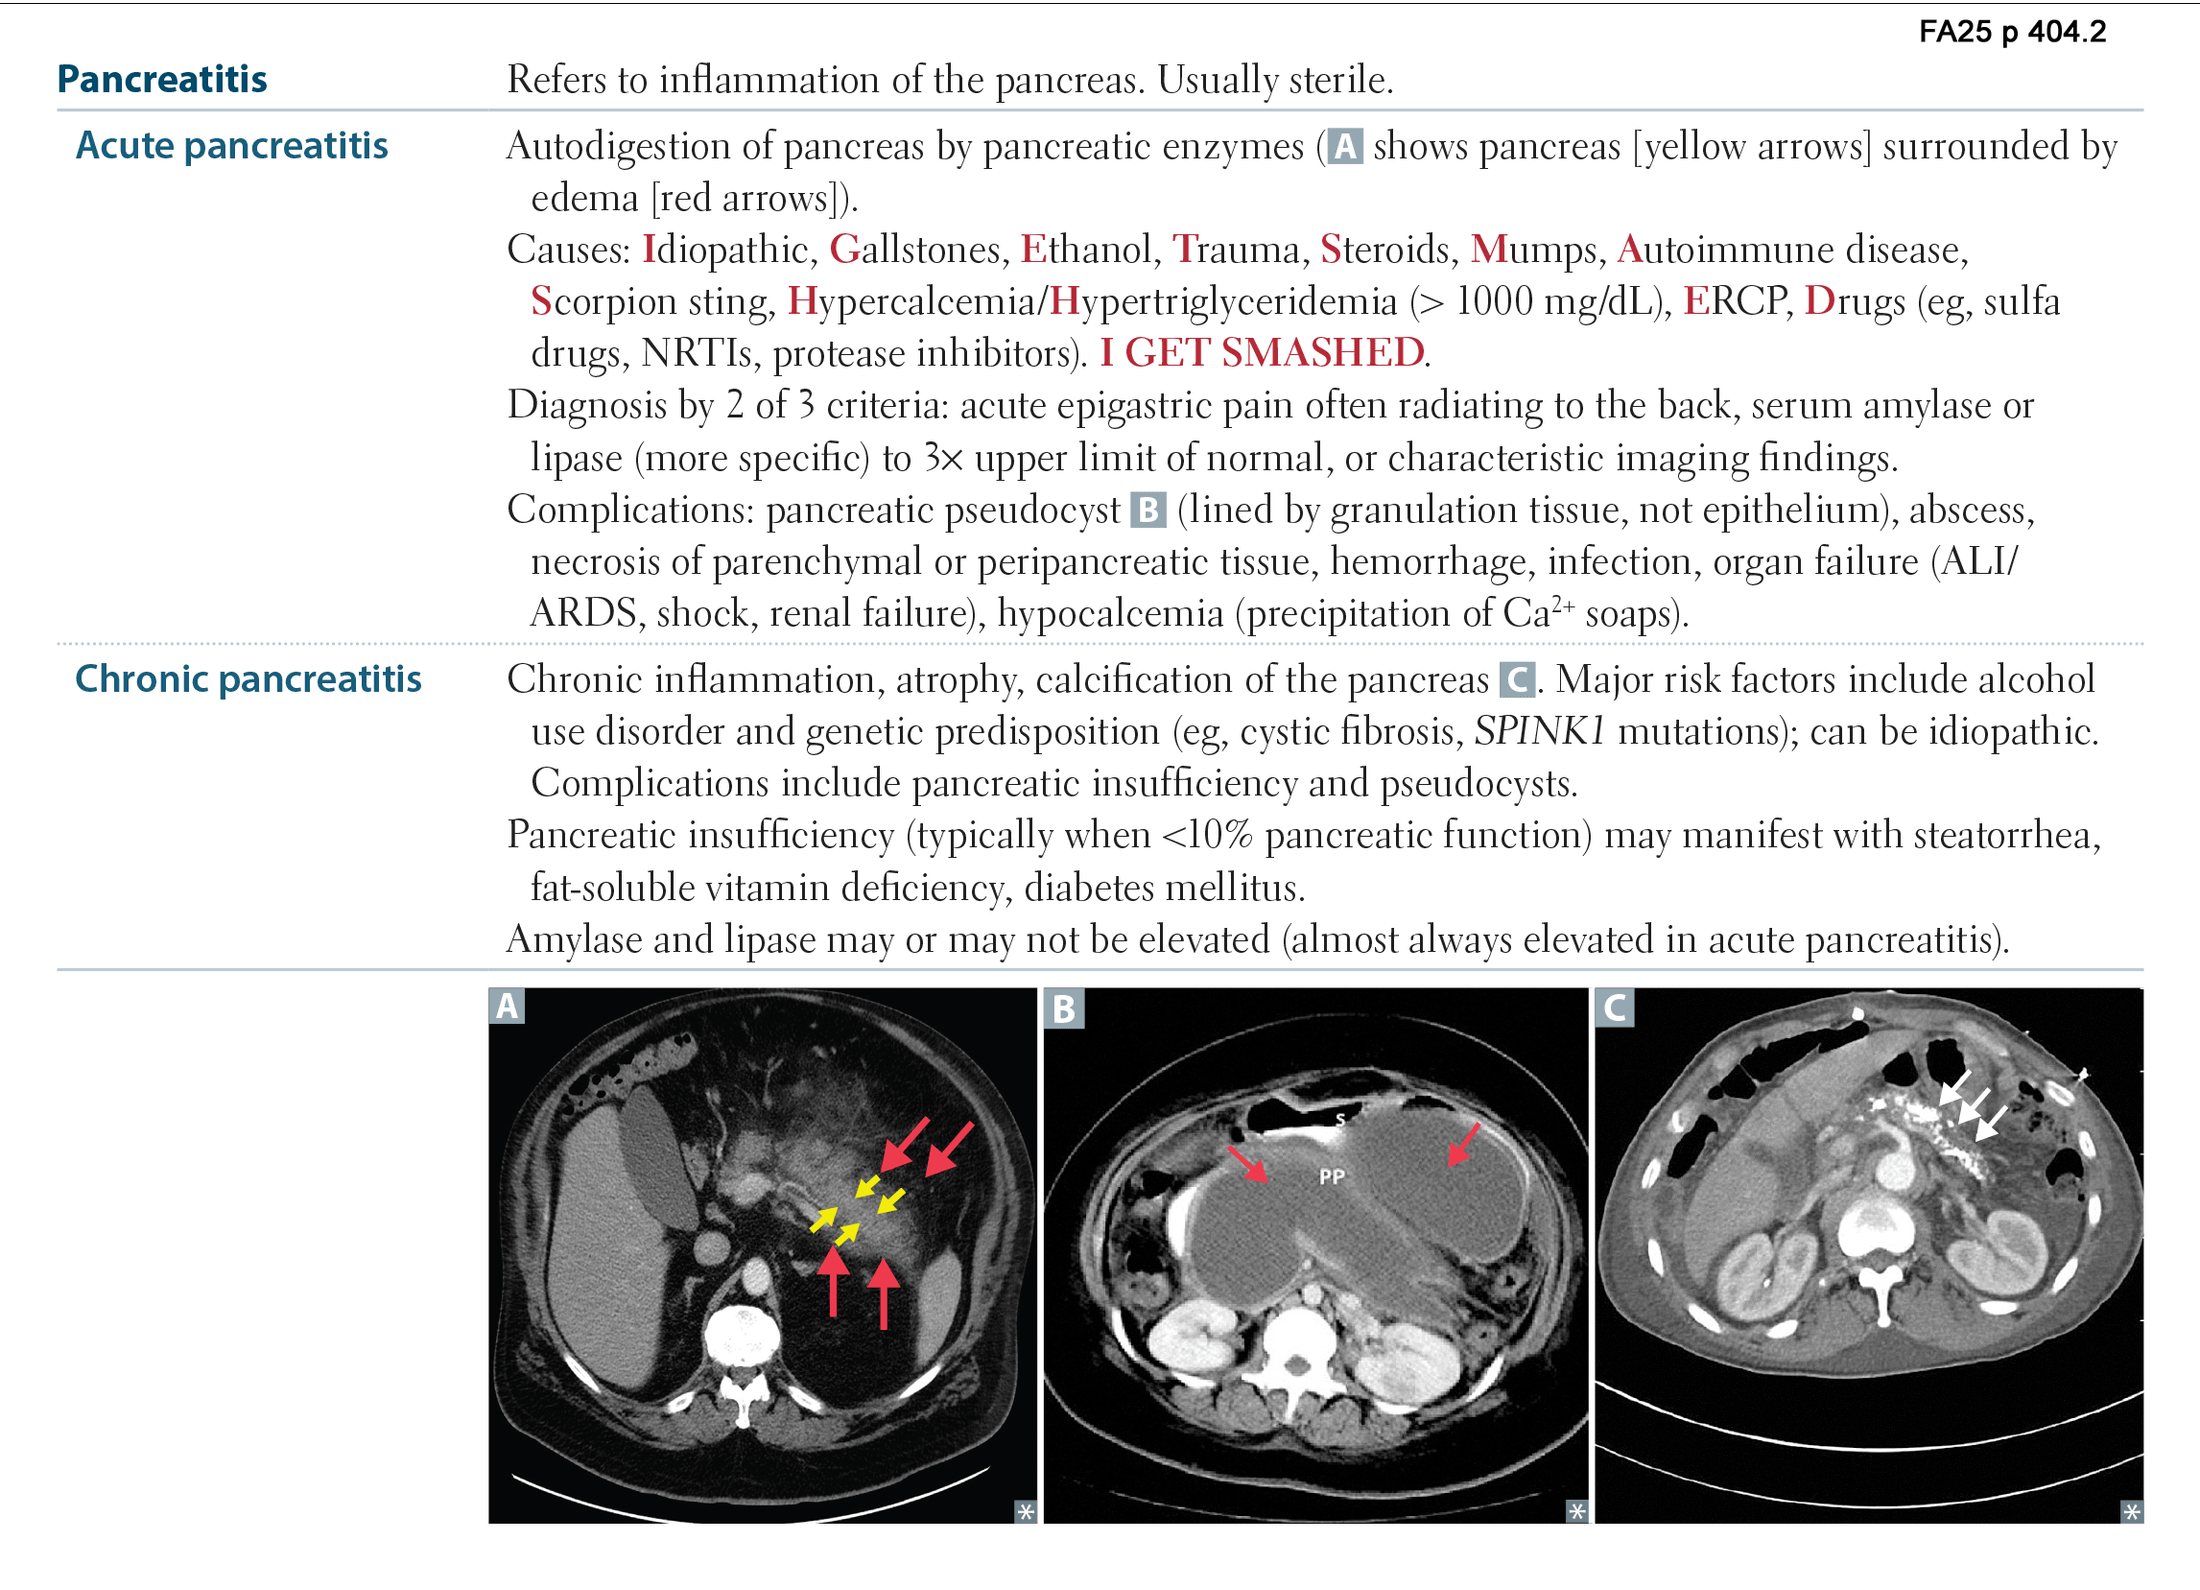 FA25 p 404.2
Pancreatitis
Refers to inflammation of the pancreas. Usually sterile.
Acute pancreatitis
Autodigestion of pancreas by pancreatic enzymes (A shows pancreas [yellow arrows] surrounded by
edema [red arrows]).
Causes: Idiopathic, Gallstones, Ethanol, Trauma, Steroids, Mumps, Autoimmune disease,
Scorpion sting, Hypercalcemia/Hypertriglyceridemia (> 1000 mg/dL), ERCP, Drugs (eg, sulfa
drugs, NRTIs, protease inhibitors). I GET SMASHED.
Diagnosis by 2 of 3 criteria: acute epigastric pain often radiating to the back, serum amylase or
lipase (more specific) to 3× upper limit of normal, or characteristic imaging findings.
Complications: pancreatic pseudocyst B (lined by granulation tissue, not epithelium), abscess,
necrosis of parenchymal or peripancreatic tissue, hemorrhage, infection, organ failure (ALI/
ARDS, shock, renal failure), hypocalcemia (precipitation of Ca²⁺ soaps).
Chronic pancreatitis
Chronic inflammation, atrophy, calcification of the pancreas C. Major risk factors include alcohol
use disorder and genetic predisposition (eg, cystic fibrosis, SPINK1 mutations); can be idiopathic.
Complications include pancreatic insufficiency and pseudocysts.
Pancreatic insufficiency (typically when <10% pancreatic function) may manifest with steatorrhea,
fat-soluble vitamin deficiency, diabetes mellitus.
Amylase and lipase may or may not be elevated (almost always elevated in acute pancreatitis).
A
B
C
S
PP
*
*
*